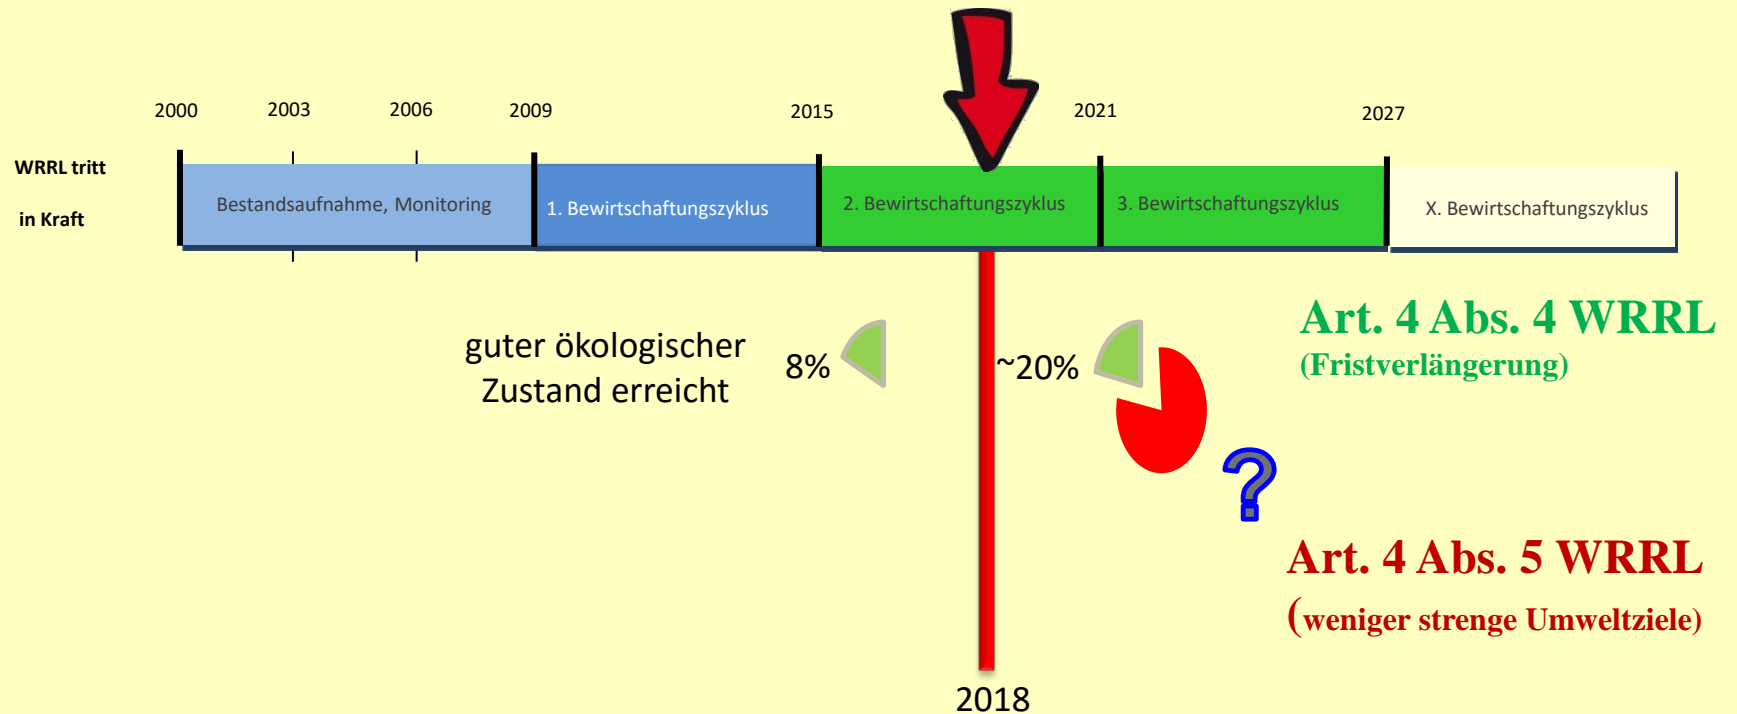 2000
2003
2006
2009
2015
2021
2027
WRRL tritt
in Kraft
Bestandsaufnahme, Monitoring
1. Bewirtschaftungszyklus
2. Bewirtschaftungszyklus
3. Bewirtschaftungszyklus
X. Bewirtschaftungszyklus
guter ökologischer
Zustand erreicht
8%
~20%
Art. 4 Abs. 4 WRRL
(Fristverlängerung)
?
Art. 4 Abs. 5 WRRL
(weniger strenge Umweltziele)
2018